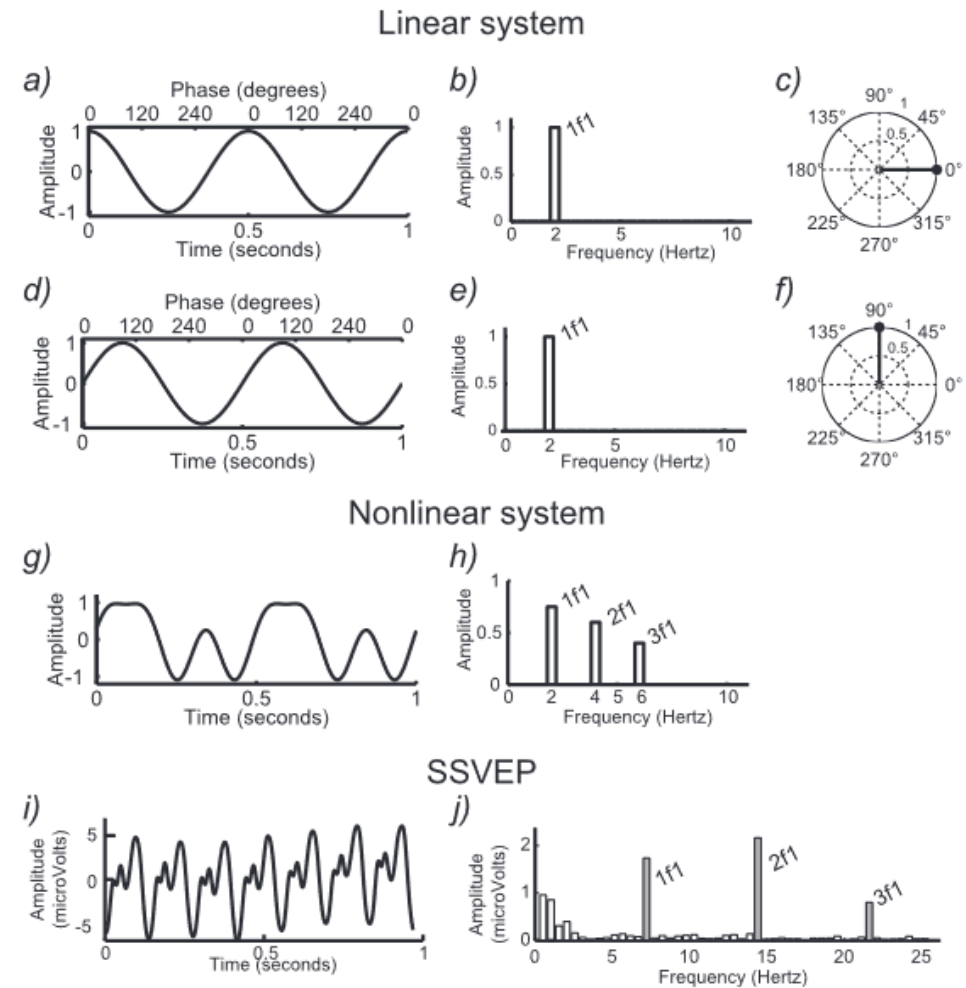 Linear system
a)
Phase (degrees)
0 120 240 0 120 240 0
Amplitude
1
0
-1
0 0.5 1
Time (seconds)
b)
Amplitude
1
0.5
0
1f1
0 2 5 10
Frequency (Hertz)
c)
90°
135° 1 45°
0.5
180° 0°
225° 315°
270°
d)
Phase (degrees)
0 120 240 0 120 240 0
Amplitude
1
0
-1
0 0.5 1
Time (seconds)
e)
Amplitude
1
0.5
0
1f1
0 2 5 10
Frequency (Hertz)
f)
90°
135° 1 45°
0.5
180° 0°
225° 315°
270°
Nonlinear system
g)
Amplitude
1
0
-1
0 0.5 1
Time (seconds)
h)
Amplitude
1
0.5
0
1f1
2f1
3f1
0 2 4 5 6 10
Frequency (Hertz)
SSVEP
i)
Amplitude
(microVolts)
5
0
-5
0 0.5 1
Time (seconds)
j)
Amplitude
(microVolts)
2
1
0
1f1
2f1
3f1
0 5 10 15 20 25
Frequency (Hertz)